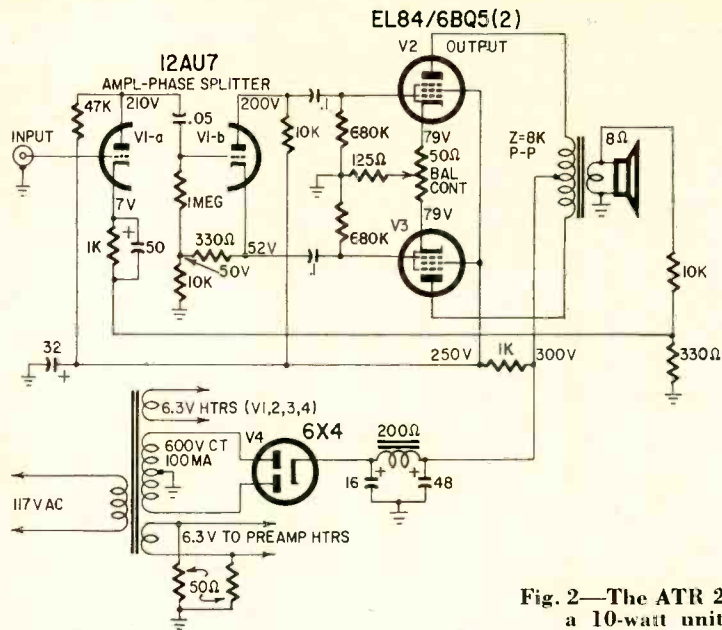 EL84/6BQ5(2)
V2 OUTPUT
12AU7
AMPL-PHASE SPLITTER
47K
210V
.05
200V
.1
INPUT
V1-a
V1-b
10K
680K
79V
125Ω
50Ω
BAL
CONT
Z=8K
P-P
8Ω
7V
1MEG
79V
V3
1K
+
50
330Ω
52V
680K
50V
.1
10K
10K
32
+
250V
1K
300V
330Ω
6.3V HTRS (V1,2,3,4)
V4
6X4
600V CT
100MA
200Ω
+
16
+
48
117V AC
6.3V TO PREAMP HTRS
50Ω
Fig. 2—The ATR 2
a 10-watt unit